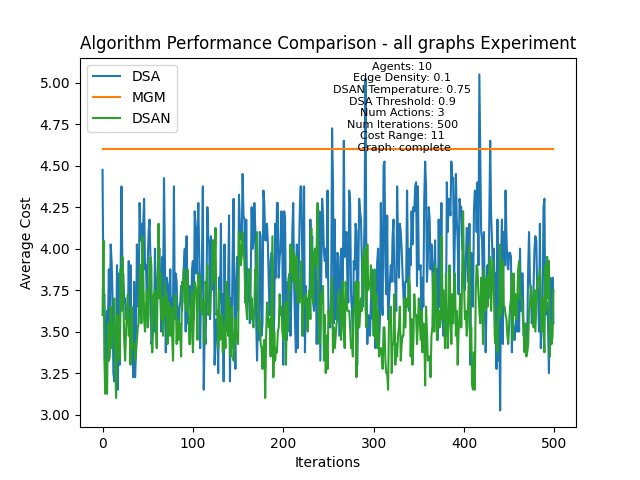 Algorithm Performance Comparison - all graphs Experiment
DSA
MGM
DSAN
Agents: 10
Edge Density: 0.1
DSAN Temperature: 0.75
DSA Threshold: 0.9
Num Actions: 3
Num Iterations: 500
Cost Range: 11
Graph: complete
Average Cost
5.00
4.75
4.50
4.25
4.00
3.75
3.50
3.25
3.00
0
100
200
300
400
500
Iterations